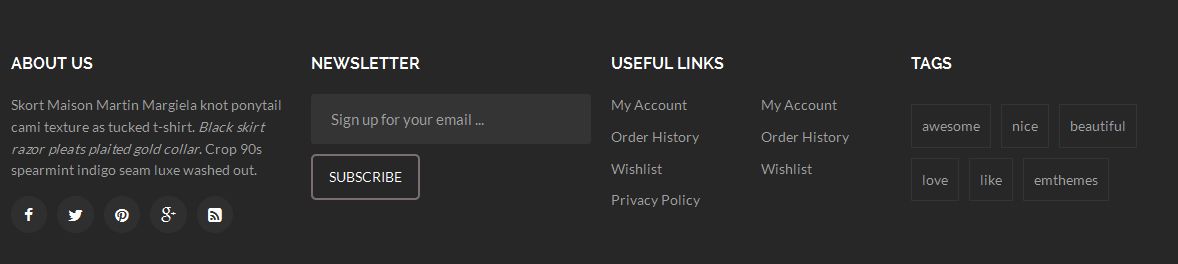 ABOUT US
Skort Maison Martin Margiela knot ponytail
cami texture as tucked t-shirt. Black skirt
razor pleats plaited gold collar. Crop 90s
spearmint indigo seam luxe washed out.
NEWSLETTER
Sign up for your email ...
SUBSCRIBE
USEFUL LINKS
My Account
Order History
Wishlist
Privacy Policy
My Account
Order History
Wishlist
TAGS
awesome nice beautiful
love like emthemes